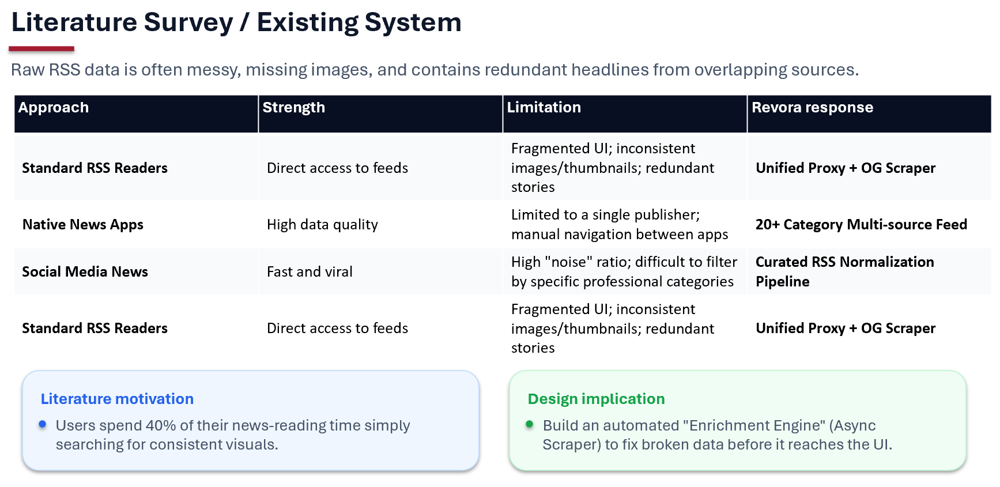 Literature Survey / Existing System
Raw RSS data is often messy, missing images, and contains redundant headlines from overlapping sources.
Approach
Strength
Limitation
Revora response
Standard RSS Readers
Direct access to feeds
Fragmented UI; inconsistent
images/thumbnails; redundant
stories
Unified Proxy + OG Scraper
Native News Apps
High data quality
Limited to a single publisher;
manual navigation between apps
20+ Category Multi-source Feed
Social Media News
Fast and viral
High "noise" ratio; difficult to filter
by specific professional categories
Curated RSS Normalization
Pipeline
Standard RSS Readers
Direct access to feeds
Fragmented UI; inconsistent
images/thumbnails; redundant
stories
Unified Proxy + OG Scraper
Literature motivation
Users spend 40% of their news-reading time simply
searching for consistent visuals.
Design implication
Build an automated "Enrichment Engine" (Async
Scraper) to fix broken data before it reaches the UI.